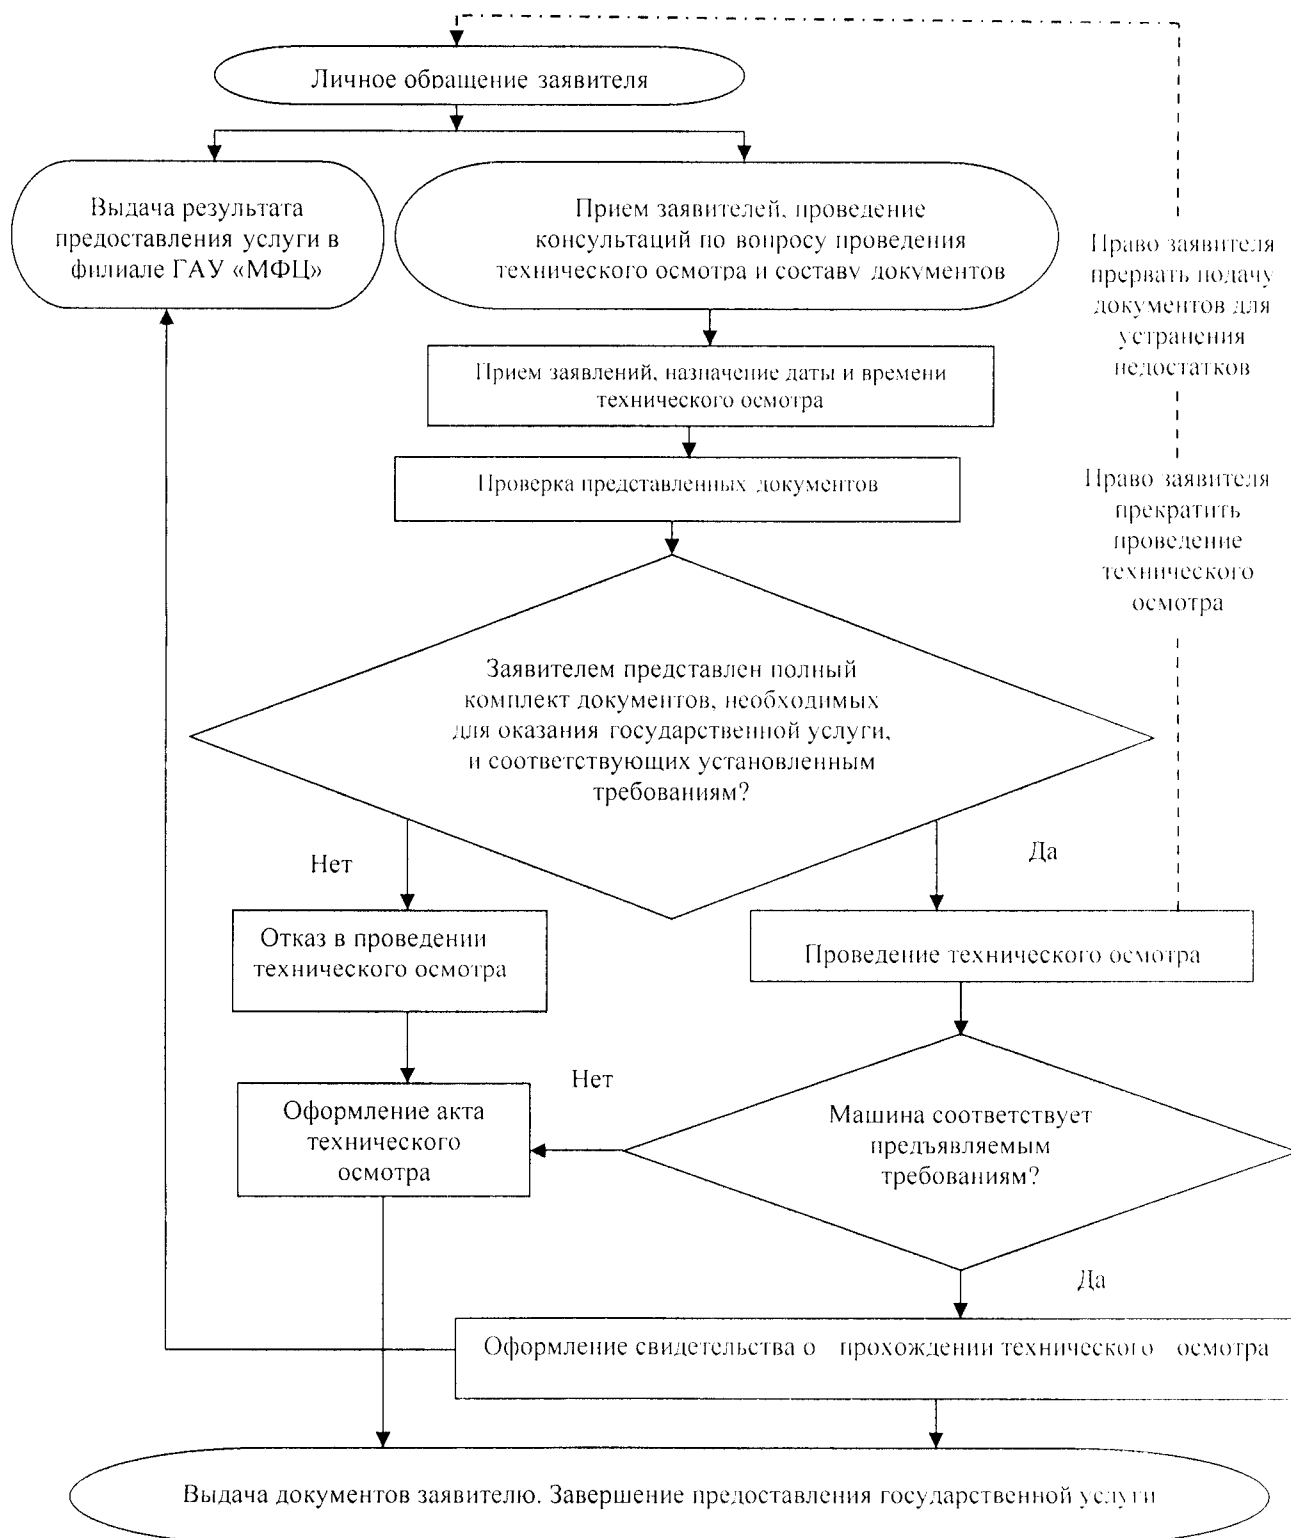 Личное обращение заявителя
Выдача результата
предоставления услуги в
филиале ГАУ «МФЦ»
Прием заявителей, проведение
консультаций по вопросу проведения
технического осмотра и составу документов
Право заявителя
прервать подачу
документов для
устранения
недостатков
Прием заявлений, назначение даты и времени
технического осмотра
Проверка представленных документов
Право заявителя
прекратить
проведение
технического
осмотра
Заявителем представлен полный
комплект документов, необходимых
для оказания государственной услуги,
и соответствующих установленным
требованиям?
Нет
Да
Отказ в проведении
технического осмотра
Проведение технического осмотра
Нет
Оформление акта
технического
осмотра
Машина соответствует
предъявляемым
требованиям?
Да
Оформление свидетельства о прохождении технического осмотра
Выдача документов заявителю. Завершение предоставления государственной услуги